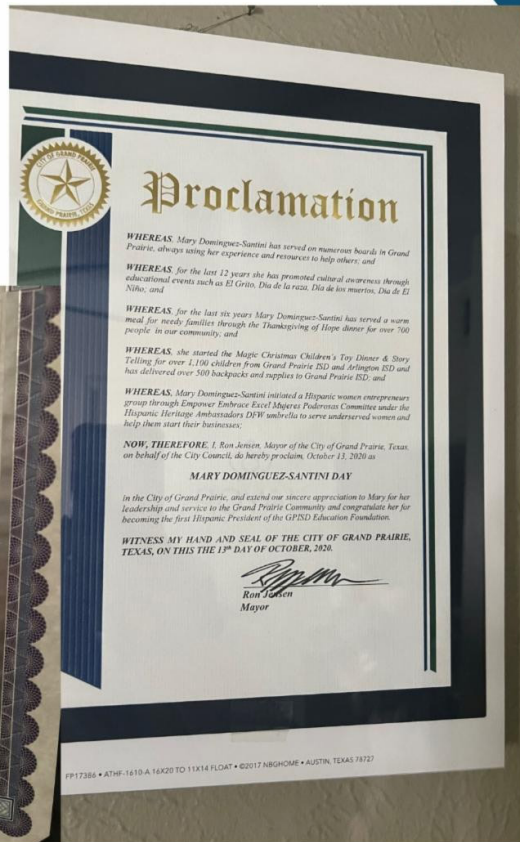 CITY OF GRAND PRAIRIE
GRAND PRAIRIE, TEXAS
Proclamation
WHEREAS, Mary Dominguez-Santini has served on numerous boards in Grand
Prairie, always using her experience and resources to help others; and
WHEREAS, for the last 12 years she has promoted cultural awareness through
educational events such as El Grito, Dia de la raza, Dia de los muertos, Dia de El
Niño; and
WHEREAS, for the last six years Mary Dominguez-Santini has served a warm
meal for needy families through the Thanksgiving of Hope dinner for over 700
people in our community; and
WHEREAS, she started the Magic Christmas Children's Toy Dinner & Story
Telling for over 1,100 children from Grand Prairie ISD and Arlington ISD and
has delivered over 500 backpacks and supplies to Grand Prairie ISD; and
WHEREAS, Mary Dominguez-Santini initiated a Hispanic women entrepreneurs
group through Empower Embrace Excel Mujeres Poderosas Committee under the
Hispanic Heritage Ambassadors DFW umbrella to serve underserved women and
help them start their businesses;
NOW, THEREFORE, I, Ron Jensen, Mayor of the City of Grand Prairie, Texas,
on behalf of the City Council, do hereby proclaim, October 13, 2020 as
MARY DOMINGUEZ-SANTINI DAY
in the City of Grand Prairie, and extend our sincere appreciation to Mary for her
leadership and service to the Grand Prairie Community and congratulate her for
becoming the first Hispanic President of the GPISD Education Foundation.
WITNESS MY HAND AND SEAL OF THE CITY OF GRAND PRAIRIE,
TEXAS, ON THIS THE 13th DAY OF OCTOBER, 2020.
Ron Jensen
Mayor
FP17386 • ATHF-1610-A 16X20 TO 11X14 FLOAT • ©2017 NBGHOME • AUSTIN, TEXAS 78727